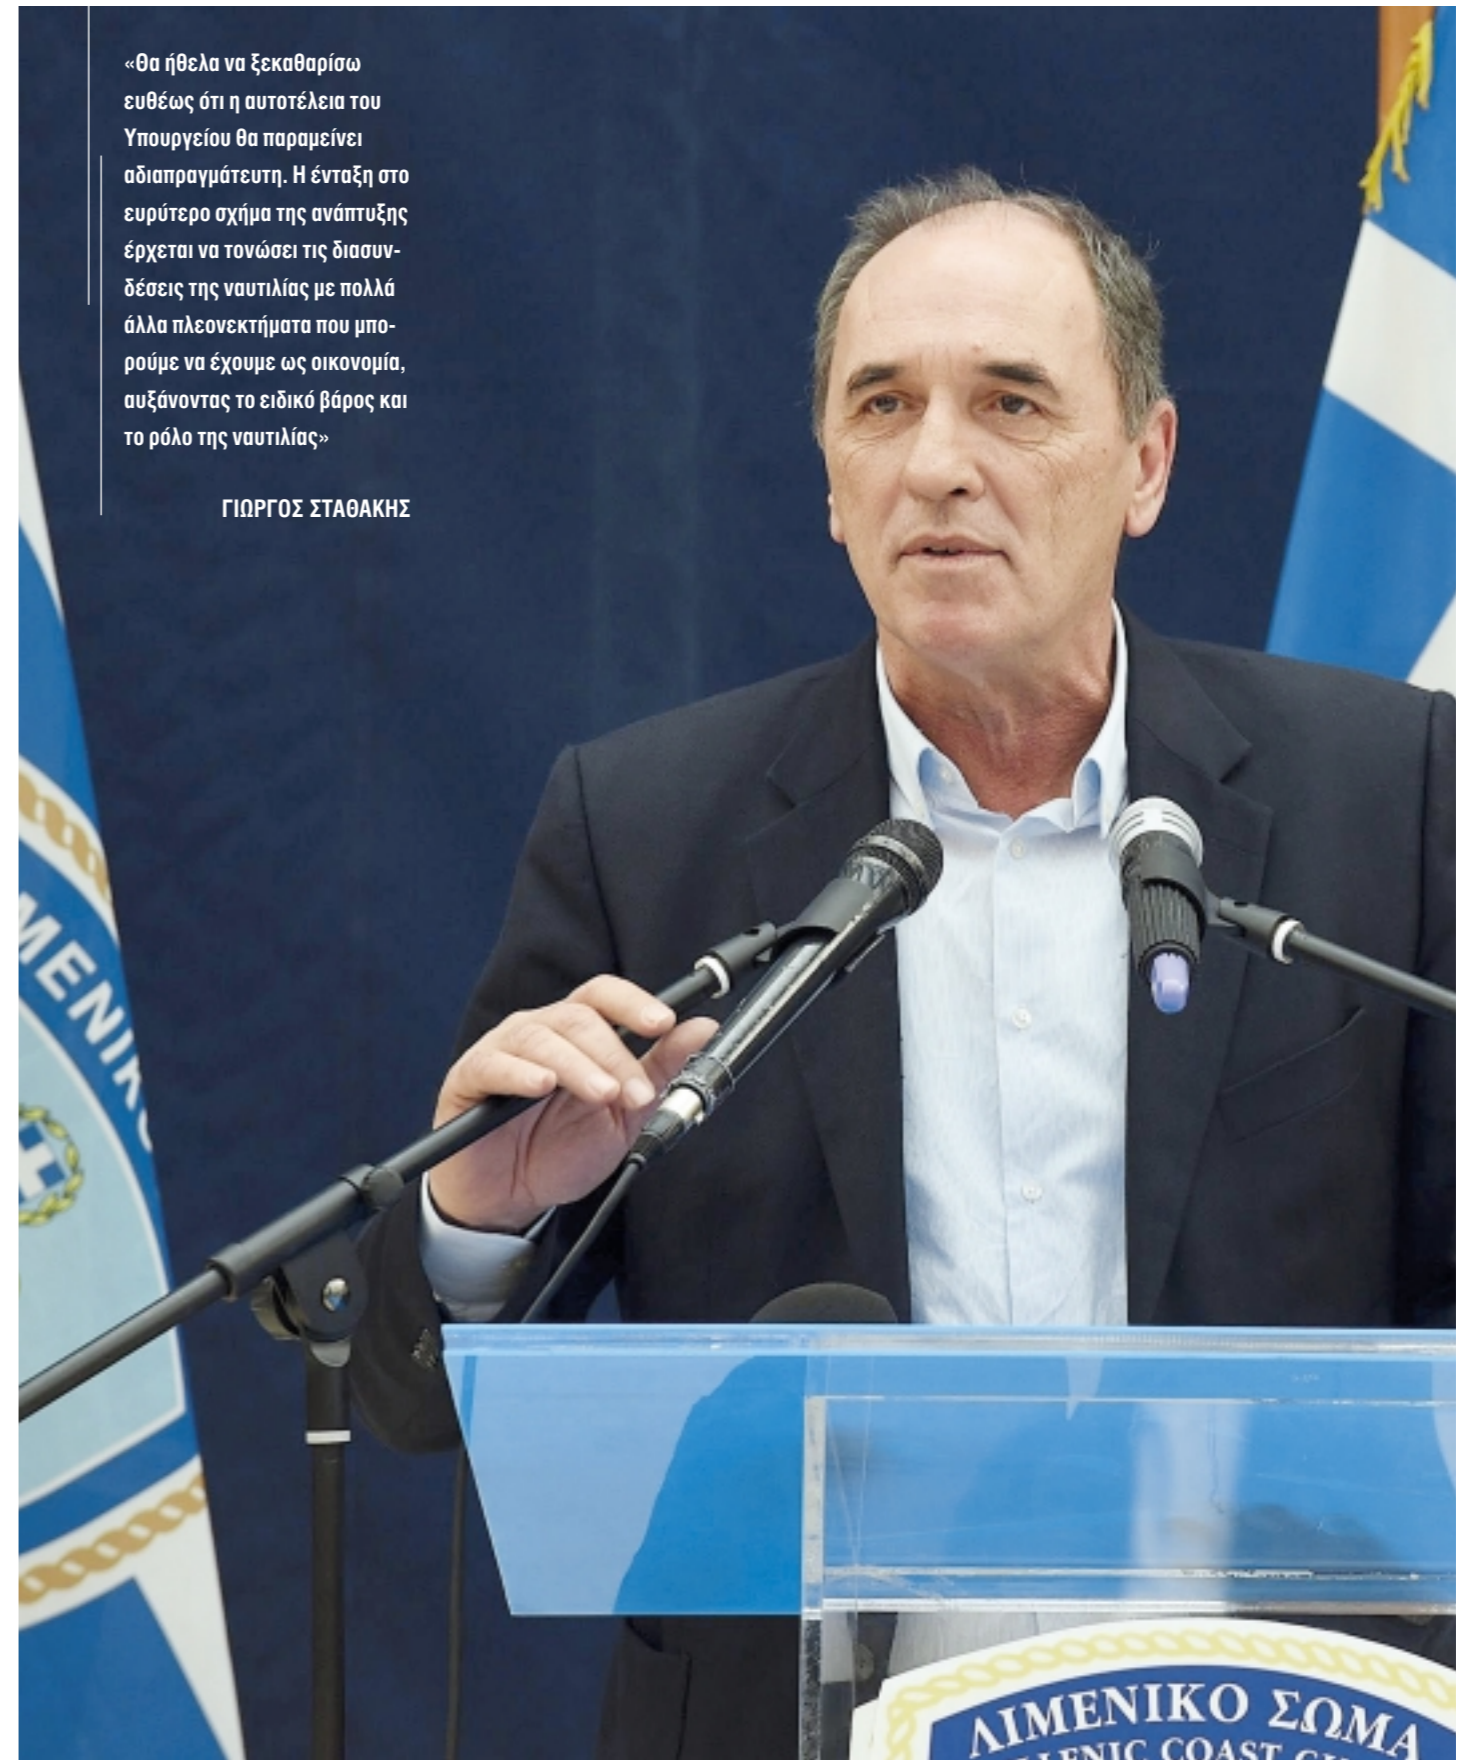 «Θα ήθελα να ξεκαθαρίσω
ευθέως ότι η αυτοτέλεια του
Υπουργείου θα παραμείνει
αδιαπραγμάτευτη. Η ένταξη στο
ευρύτερο σχήμα της ανάπτυξης
έρχεται να τονώσει τις διασυν-
δέσεις της ναυτιλίας με πολλά
άλλα πλεονεκτήματα που μπο-
ρούμε να έχουμε ως οικονομία,
αυξάνοντας το ειδικό βάρος και
το ρόλο της ναυτιλίας»
ΓΙΩΡΓΟΣ ΣΤΑΘΑΚΗΣ
ΛΙΜΕΝΙΚΟ ΣΩΜΑ
COAST